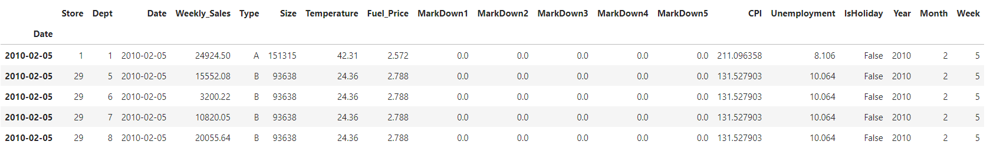 Store Dept Date Weekly_Sales Type Size Temperature Fuel_Price MarkDown1 MarkDown2 MarkDown3 MarkDown4 MarkDown5 CPI Unemployment IsHoliday Year Month Week
Date
2010-02-05 1 1 2010-02-05 24924.50 A 151315 42.31 2.572 0.0 0.0 0.0 0.0 0.0 211.096358 8.106 False 2010 2 5
2010-02-05 29 5 2010-02-05 15552.08 B 93638 24.36 2.788 0.0 0.0 0.0 0.0 0.0 131.527903 10.064 False 2010 2 5
2010-02-05 29 6 2010-02-05 3200.22 B 93638 24.36 2.788 0.0 0.0 0.0 0.0 0.0 131.527903 10.064 False 2010 2 5
2010-02-05 29 7 2010-02-05 10820.05 B 93638 24.36 2.788 0.0 0.0 0.0 0.0 0.0 131.527903 10.064 False 2010 2 5
2010-02-05 29 8 2010-02-05 20055.64 B 93638 24.36 2.788 0.0 0.0 0.0 0.0 0.0 131.527903 10.064 False 2010 2 5